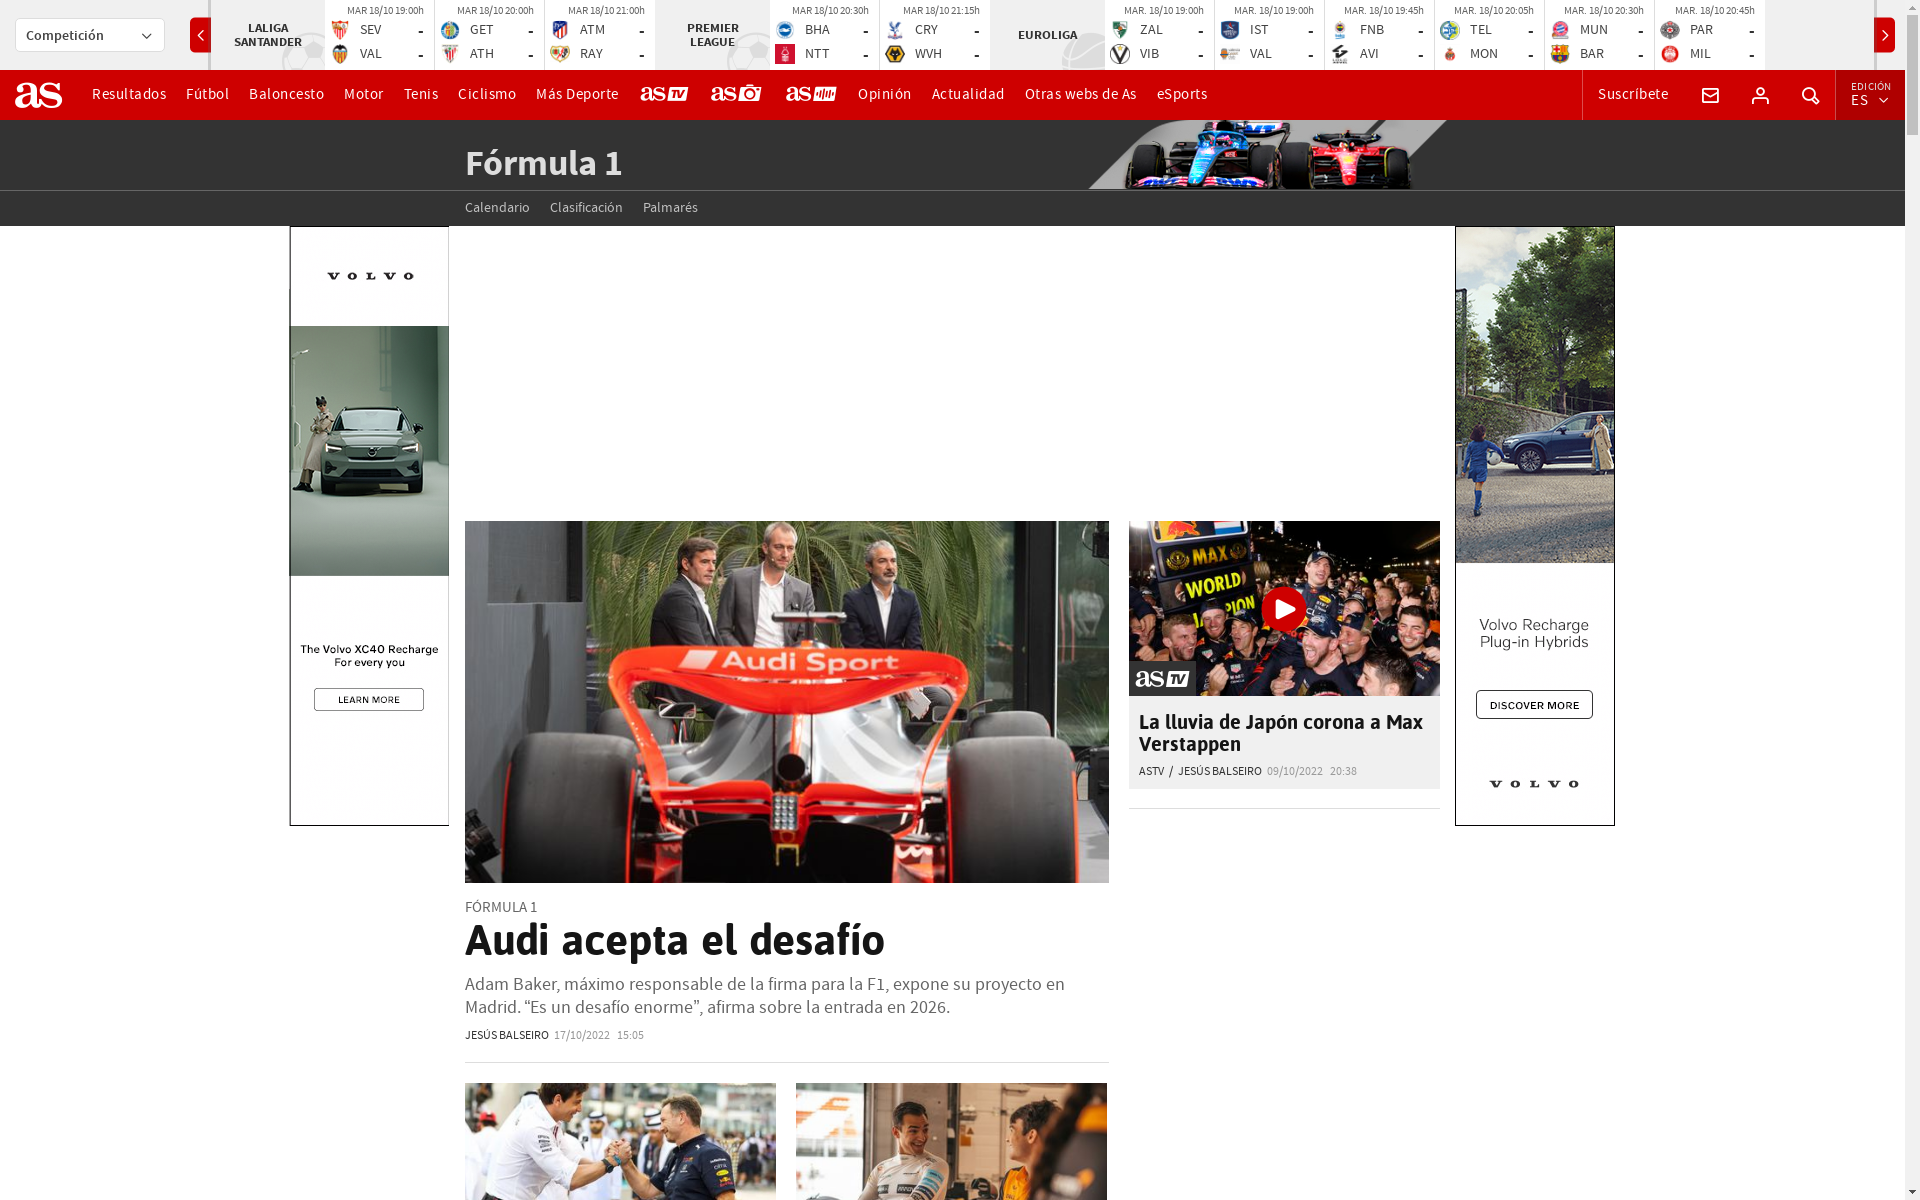 Competición
LALIGA
SANTANDER
MAR 18/10 19:00h
SEV -
VAL -
MAR 18/10 20:00h
GET -
ATH -
MAR 18/10 21:00h
ATM -
RAY -
PREMIER
LEAGUE
MAR 18/10 20:30h
BHA -
NTT -
MAR 18/10 21:15h
CRY -
WVH -
EUROLIGA
MAR. 18/10 19:00h
ZAL -
VIB -
MAR. 18/10 19:00h
IST -
VAL -
MAR. 18/10 19:45h
FNB -
AVI -
MAR. 18/10 20:05h
TEL -
MON -
MAR. 18/10 20:30h
MUN -
BAR -
MAR. 18/10 20:45h
PAR -
MIL -
as Resultados Fútbol Baloncesto Motor Tenis Ciclismo Más Deporte as TV as as Opinión Actualidad Otras webs de As eSports Suscríbete
EDICIÓN
ES
Fórmula 1
Calendario Clasificación Palmarés
VOLVO
The Volvo XC40 Recharge
For every you
LEARN MORE
Audi Sport
FÓRMULA 1
Audi acepta el desafío
Adam Baker, máximo responsable de la firma para la F1, expone su proyecto en
Madrid. “Es un desafío enorme”, afirma sobre la entrada en 2026.
JESÚS BALSEIRO 17/10/2022 15:05
MAX
WORLD
as TV
La lluvia de Japón corona a Max
Verstappen
ASTV / JESÚS BALSEIRO 09/10/2022 20:38
Volvo Recharge
Plug-in Hybrids
DISCOVER MORE
VOLVO